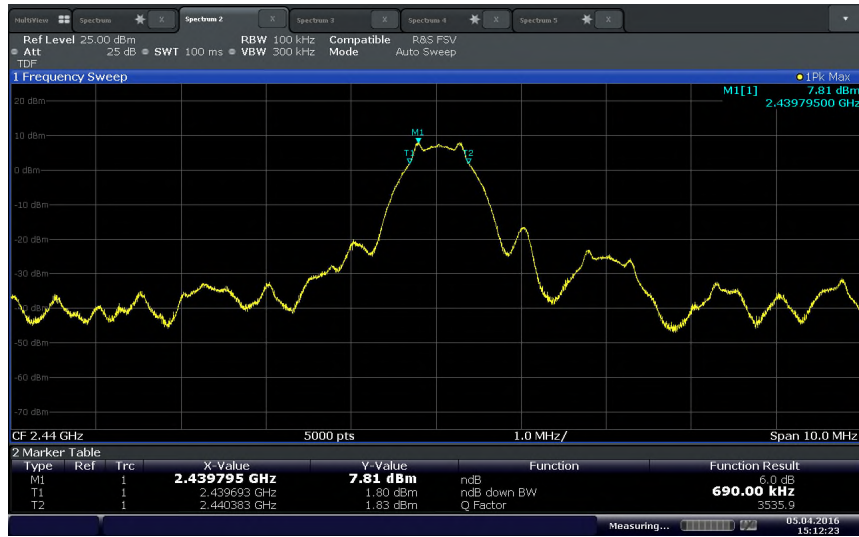 MultiView Spectrum X Spectrum 2 X Spectrum 3 X Spectrum 4 X Spectrum 5 X
Ref Level 25.00 dBm RBW 100 kHz Compatible R&S FSV
Att 25 dB SWT 100 ms VBW 300 kHz Mode Auto Sweep
TDF
1 Frequency Sweep 1Pk Max
M1[1] 7.81 dBm
2.43979500 GHz
20 dBm
10 dBm
M1
T1 T2
0 dBm
-10 dBm
-20 dBm
-30 dBm
-40 dBm
-50 dBm
-60 dBm
-70 dBm
CF 2.44 GHz 5000 pts 1.0 MHz/ Span 10.0 MHz
2 Marker Table
Type Ref Trc X-Value Y-Value Function Function Result
M1 1 2.439795 GHz 7.81 dBm ndB 6.0 dB
T1 1 2.439693 GHz 1.80 dBm ndB down BW 690.00 kHz
T2 1 2.440383 GHz 1.83 dBm Q Factor 3535.9
Measuring... 05.04.2016
15:12:23